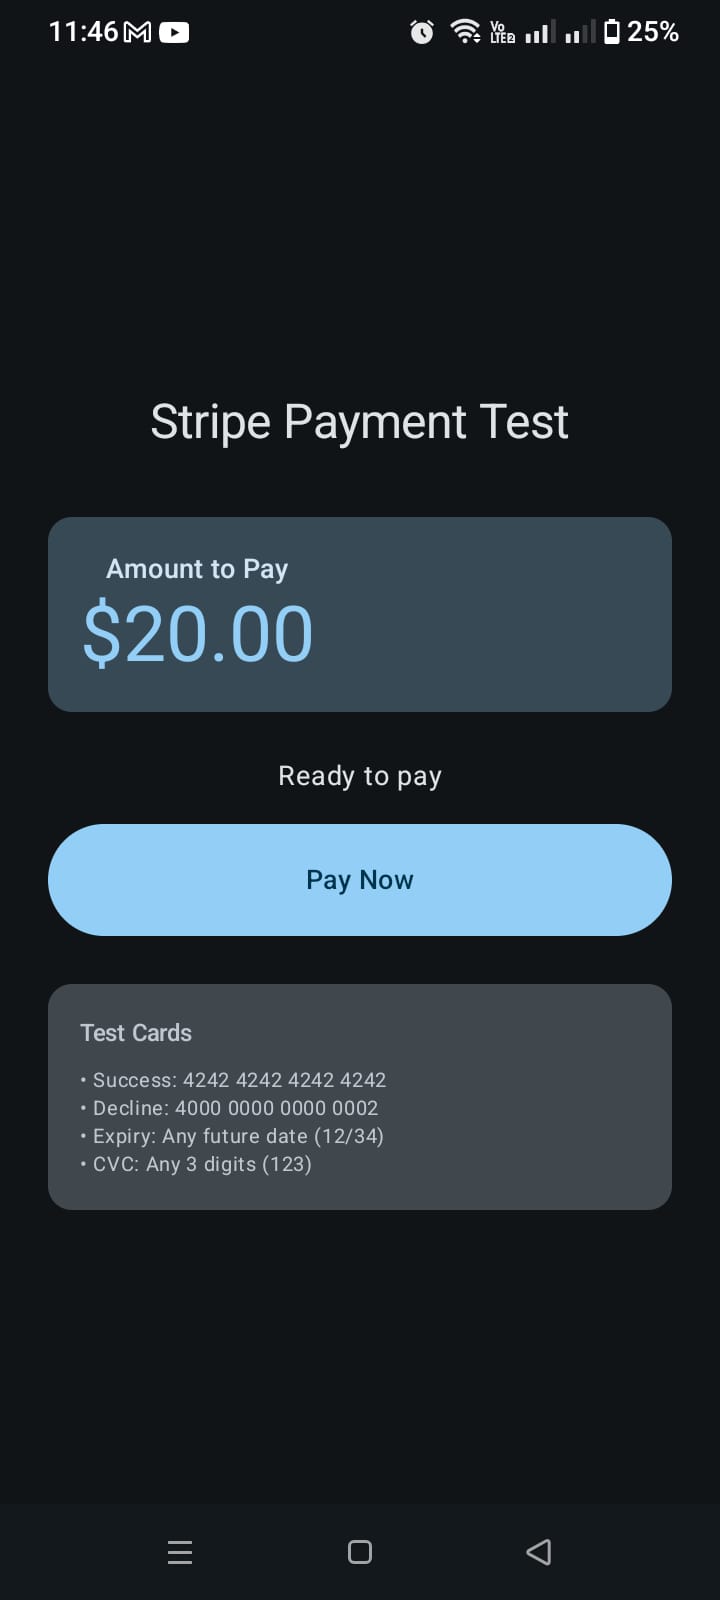 11:46 Vo LTE2 25%
Stripe Payment Test
Amount to Pay
$20.00
Ready to pay
Pay Now
Test Cards
• Success: 4242 4242 4242 4242
• Decline: 4000 0000 0000 0002
• Expiry: Any future date (12/34)
• CVC: Any 3 digits (123)